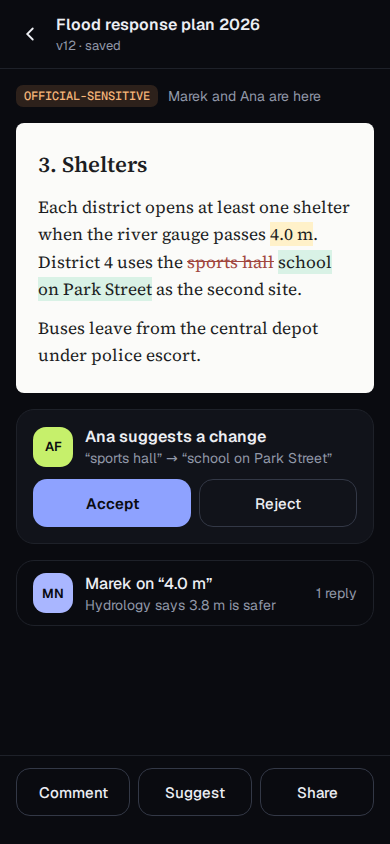 Flood response plan 2026
v12 · saved
OFFICIAL-SENSITIVE Marek and Ana are here
3. Shelters
Each district opens at least one shelter
when the river gauge passes 4.0 m.
District 4 uses the sports hall school
on Park Street as the second site.
Buses leave from the central depot
under police escort.
AF
Ana suggests a change
“sports hall” → “school on Park Street”
Accept Reject
MN
Marek on “4.0 m”
Hydrology says 3.8 m is safer
1 reply
Comment Suggest Share